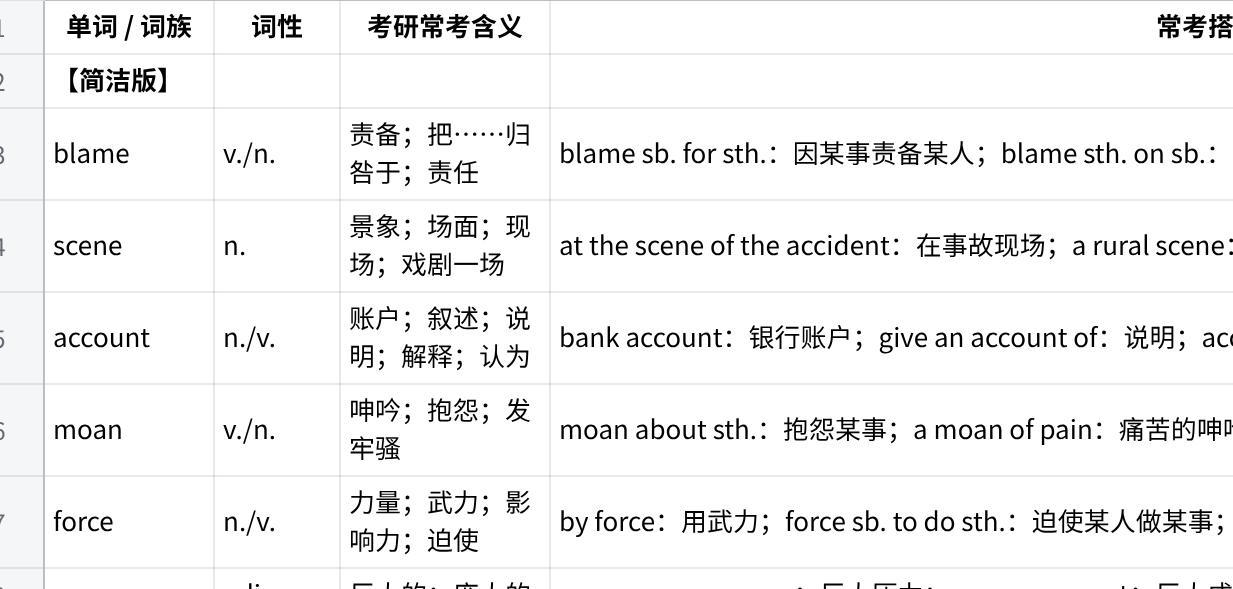 1 单词 / 词族 词性 考研常考含义 常考搭
2 【简洁版】
3 blame v./n. 责备；把……归咎于；责任 blame sb. for sth.：因某事责备某人；blame sth. on sb.：
4 scene n. 景象；场面；现场；戏剧一场 at the scene of the accident：在事故现场；a rural scene：
5 account n./v. 账户；叙述；说明；解释；认为 bank account：银行账户；give an account of：说明；acc
6 moan v./n. 呻吟；抱怨；发牢骚 moan about sth.：抱怨某事；a moan of pain：痛苦的呻吟
7 force n./v. 力量；武力；影响力；迫使 by force：用武力；force sb. to do sth.：迫使某人做某事；